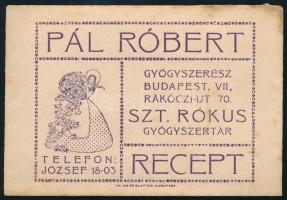 PÁL RÓBERT
GYÓGYSZERÉSZ
BUDAPEST, VII,
RÁKÓCZI-UT 70.
SZT. RÓKUS
GYÓGYSZERTÁR
TELEFON:
JÓZSEF 18-03
RECEPT